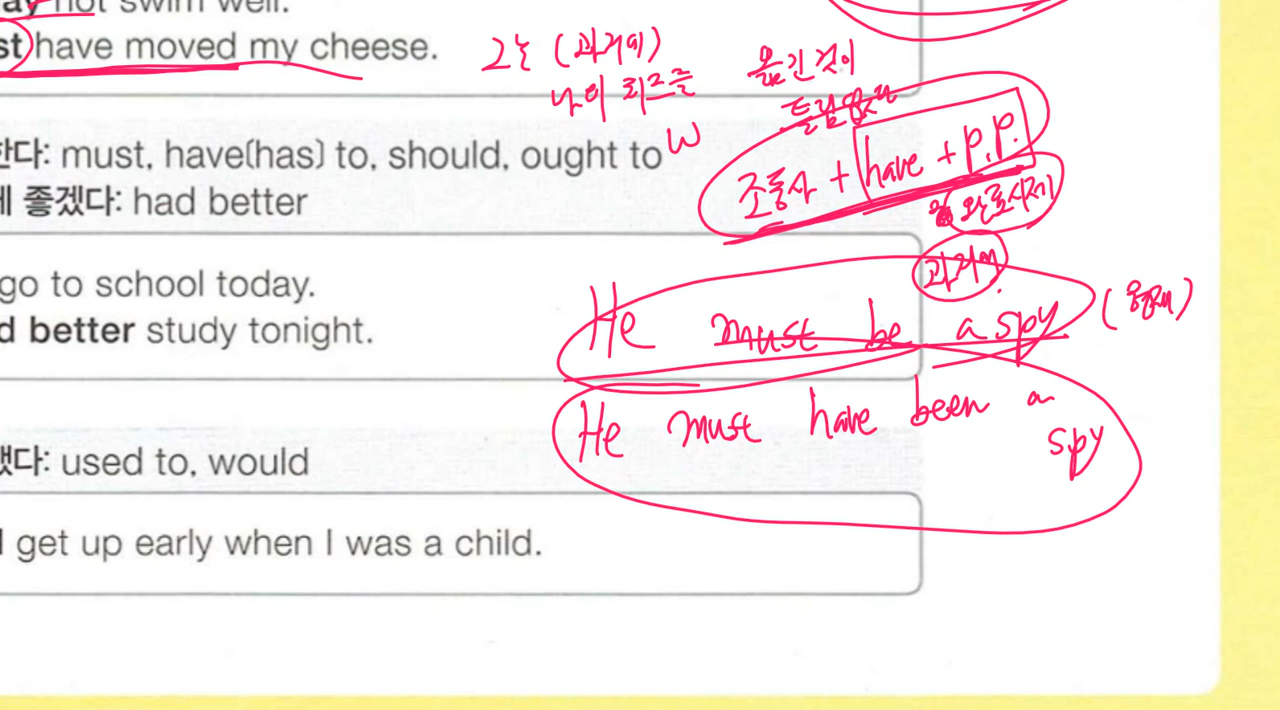 ay not swim well.
st have moved my cheese.
그는 (과거에)
나의 치즈를 옮긴것이
틀림없다
한다: must, have(has) to, should, ought to
W
조동사 + have + p.p.
게 좋겠다: had better
완료시제
과거에
go to school today.
He must be a spy
d better study tonight.
He must have been a
spy
했다: used to, would
get up early when I was a child.